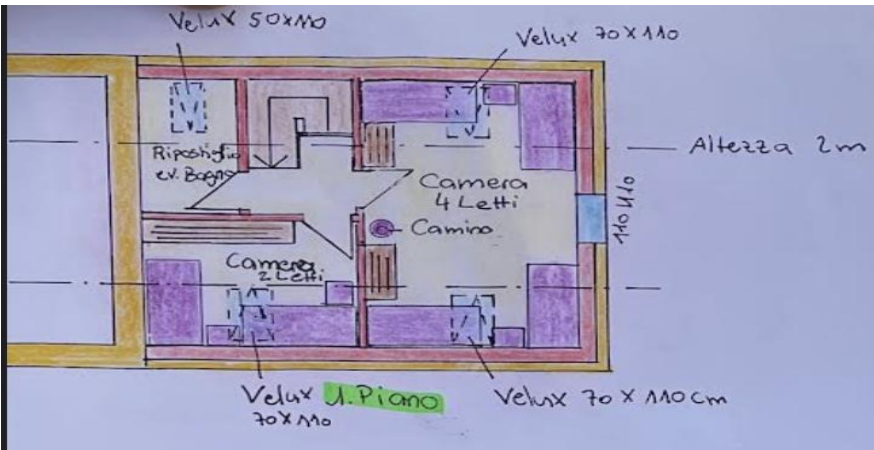 Velux 50x110
Velux 70x110
Altezza 2m
Ripostiglio
ev. Bagno
Camera
4 Letti
110x110
Camino
Camera
2 Letti
Velux 1. Piano
70x110
Velux 70 x 110 cm